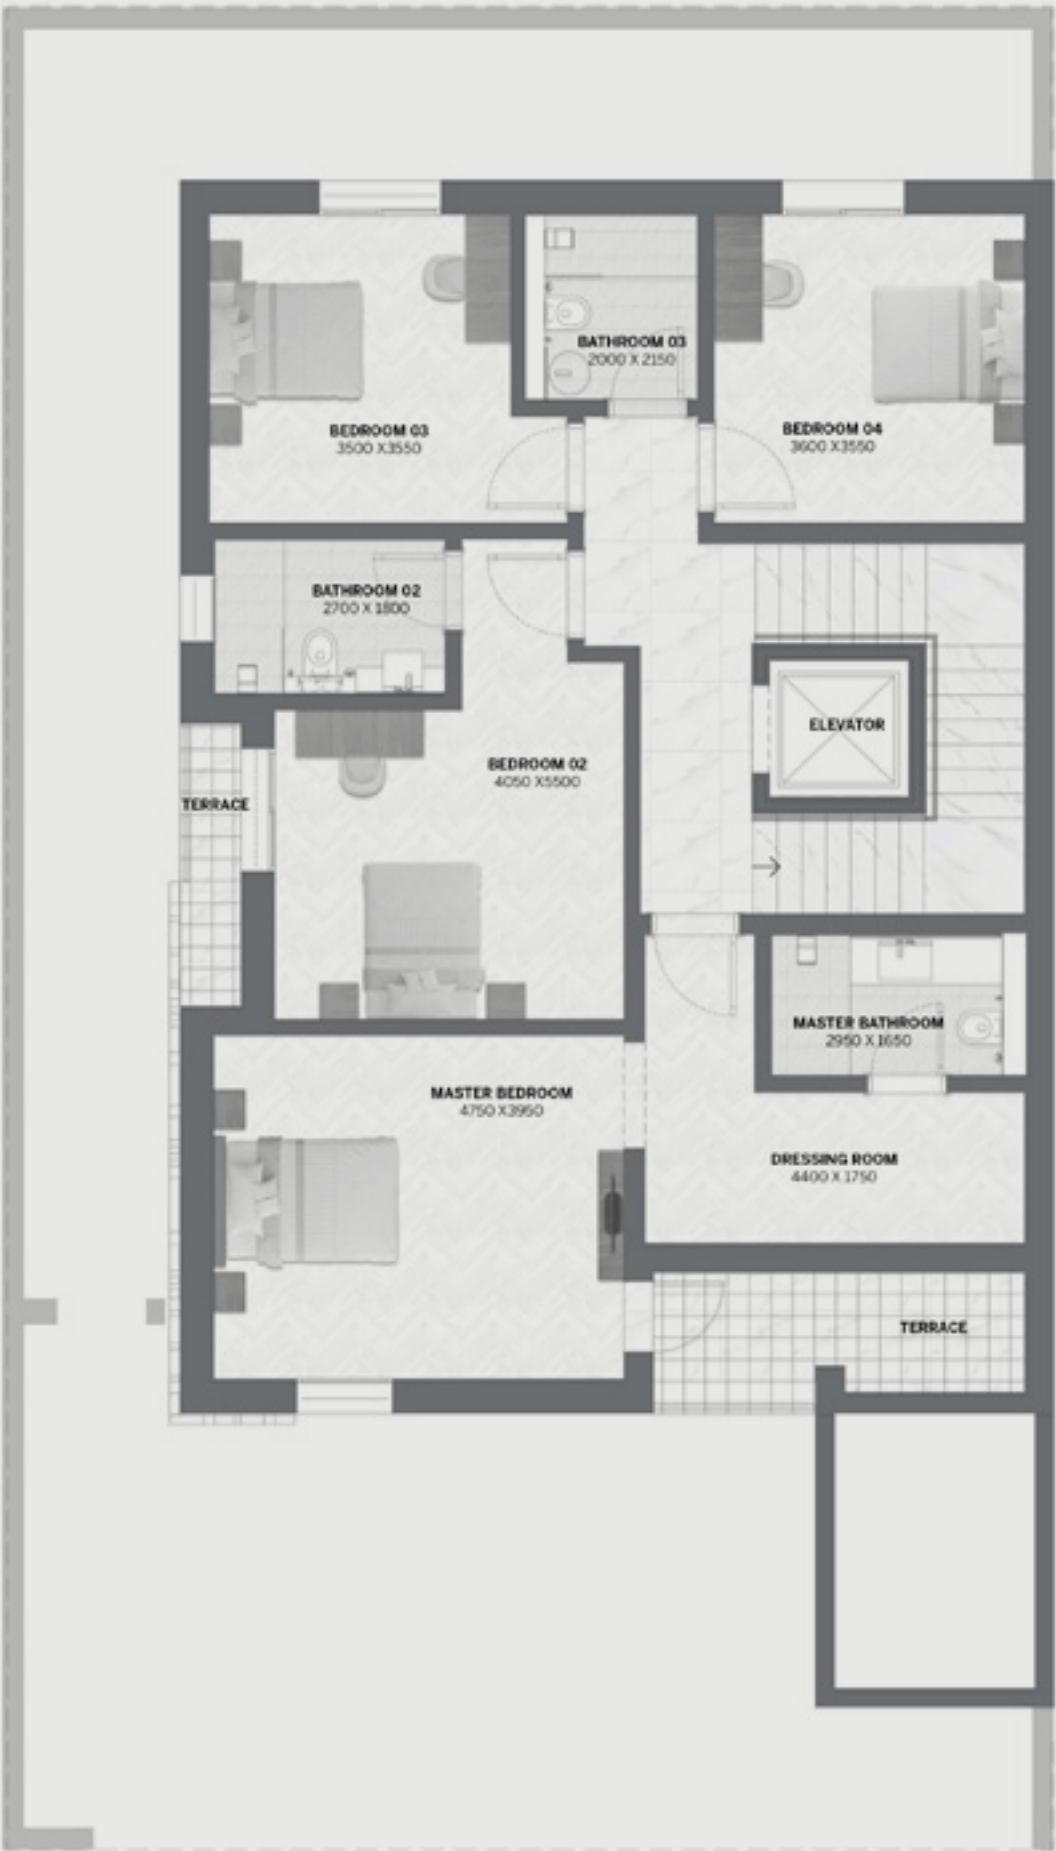 BATHROOM 03
2000 X 2150
BEDROOM 03
3500 X3550
BEDROOM 04
3600 X3550
BATHROOM 02
2700 X 1800
ELEVATOR
BEDROOM 02
4050 X5500
TERRACE
MASTER BATHROOM
2950 X 1650
MASTER BEDROOM
4750 X3950
DRESSING ROOM
4400 X 1750
TERRACE